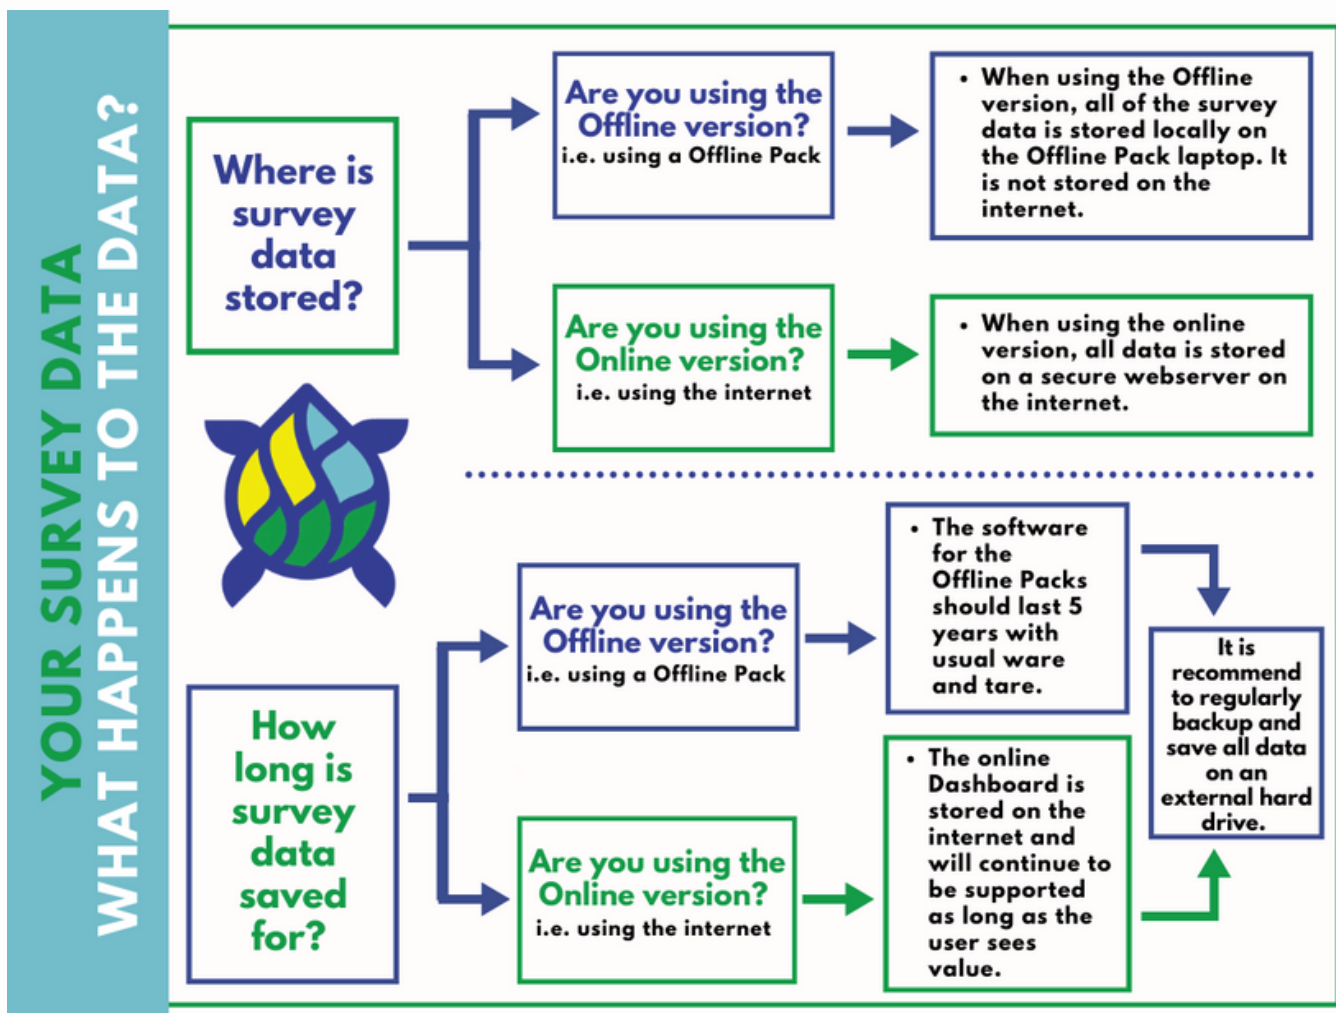 YOUR SURVEY DATA
WHAT HAPPENS TO THE DATA?
Where is
survey
data
stored?
Are you using the
Offline version?
i.e. using a Offline Pack
• When using the Offline
version, all of the survey
data is stored locally on
the Offline Pack laptop. It
is not stored on the
internet.
Are you using the
Online version?
i.e. using the internet
• When using the online
version, all data is stored
on a secure webserver on
the internet.
How
long is
survey
data
saved
for?
Are you using the
Offline version?
i.e. using a Offline Pack
• The software
for the
Offline Packs
should last 5
years with
usual ware
and tare.
Are you using the
Online version?
i.e. using the internet
• The online
Dashboard is
stored on the
internet and
will continue to
be supported
as long as the
user sees
value.
It is
recommend
to regularly
backup and
save all data
on an
external hard
drive.